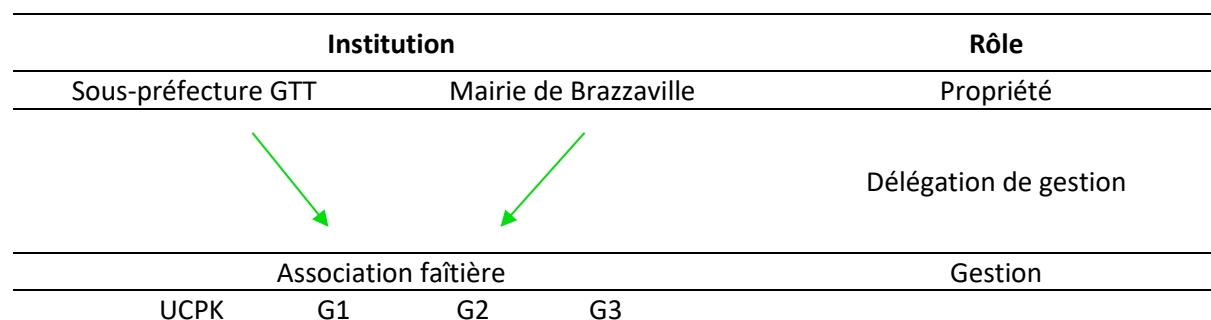 Institution Rôle
Sous-préfecture GTT Mairie de Brazzaville Propriété
Délégation de gestion
Association faîtière Gestion
UCPK G1 G2 G3